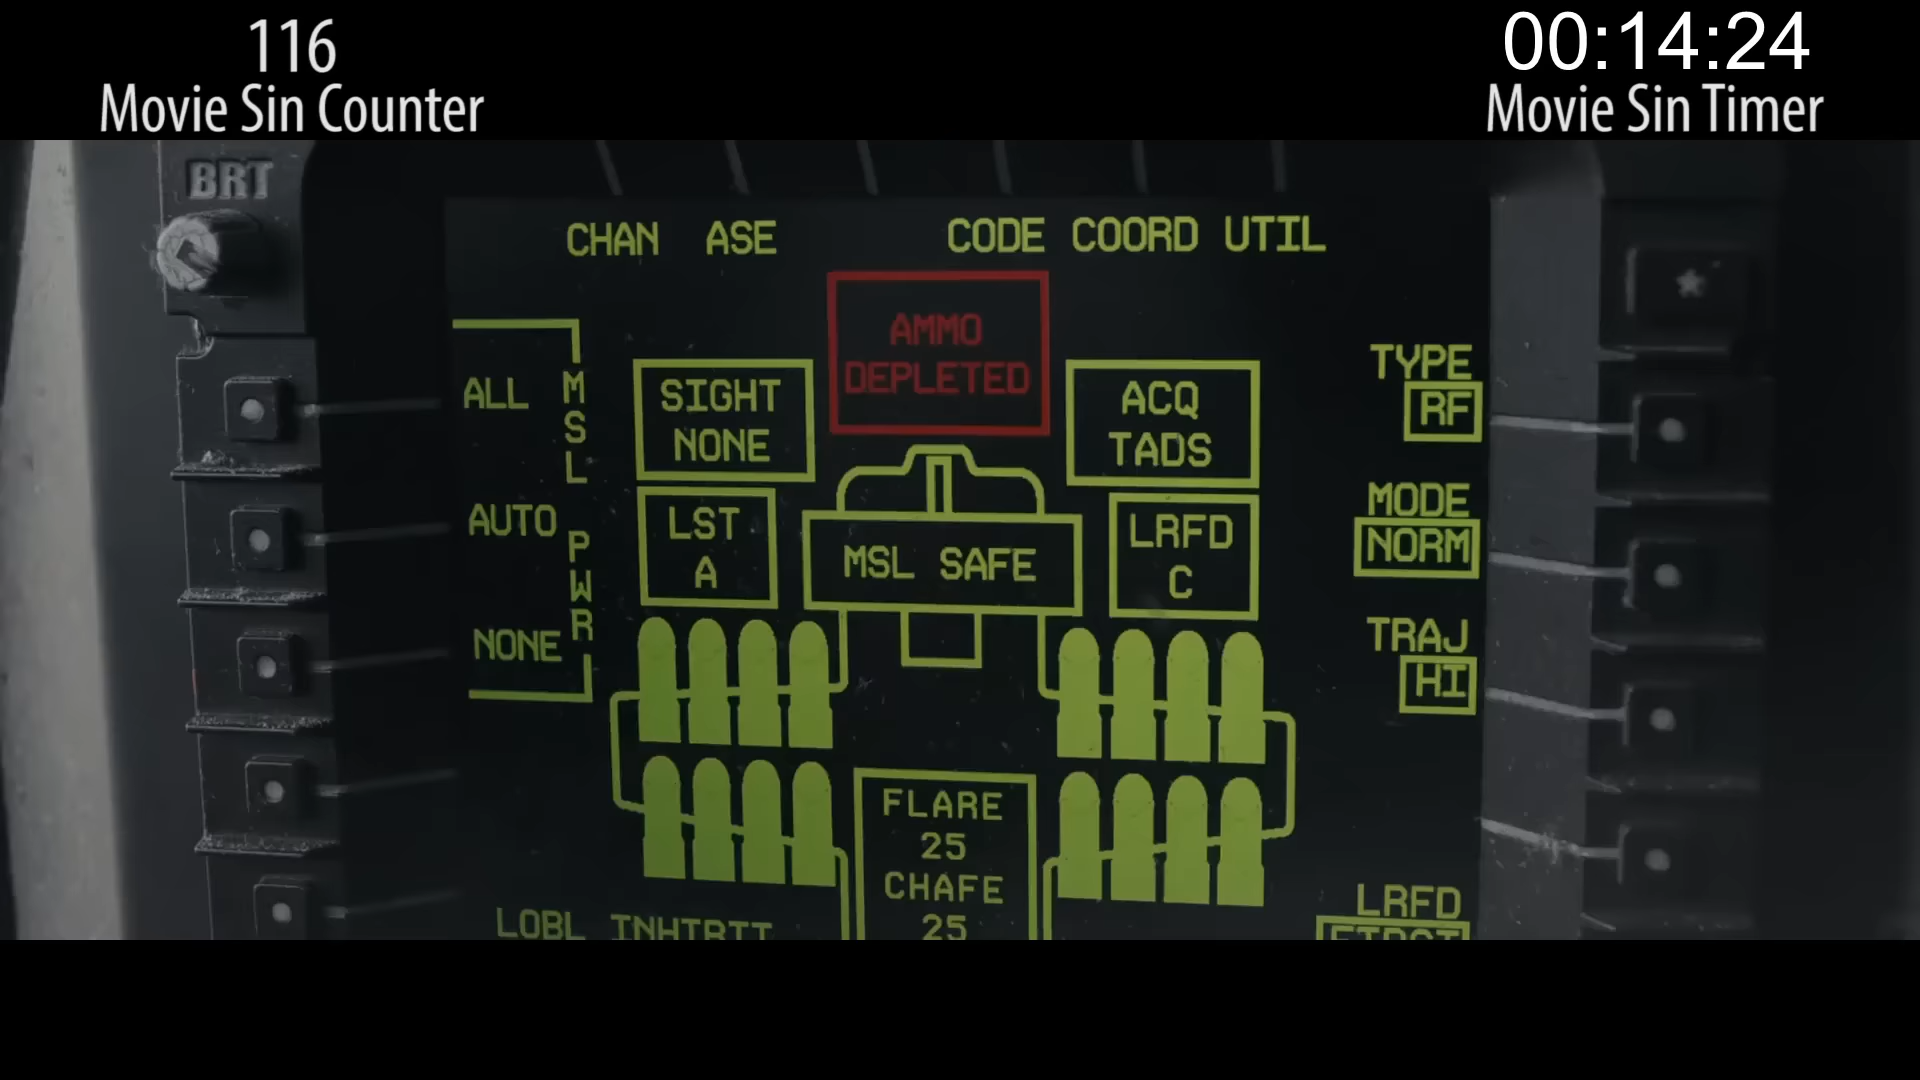 116
Movie Sin Counter
00:14:24
Movie Sin Timer
BRT
CHAN ASE CODE COORD UTIL
AMMO
DEPLETED
ALL
AUTO
NONE
MSL PWR
SIGHT
NONE
ACQ
TADS
TYPE
RF
LST
A
MSL SAFE
LRFD
C
MODE
NORM
TRAJ
HI
FLARE
25
CHAFE
25
LOBL
LRFD